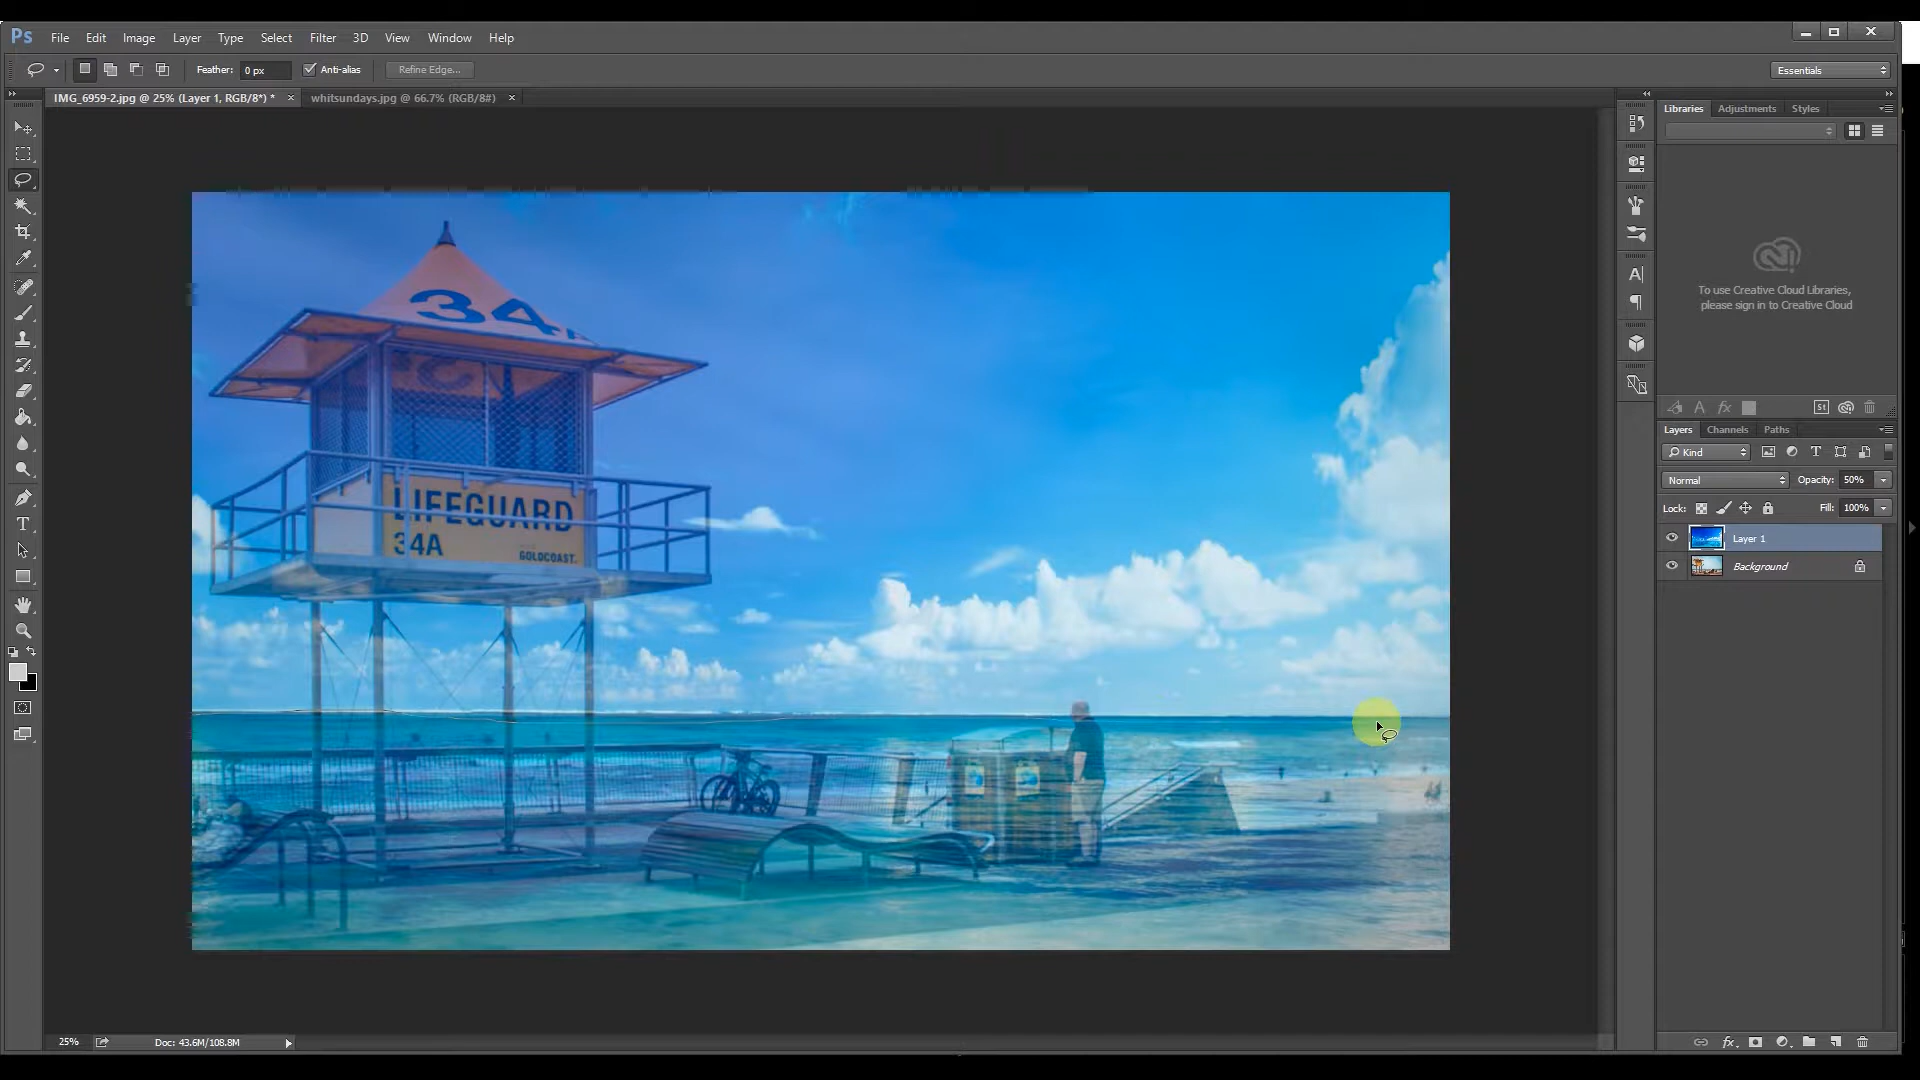 Ps File Edit Image Layer Type Select Filter 3D View Window Help
Feather: 0 px Anti-alias Refine Edge... Essentials
IMG_6959-2.jpg @ 25% (Layer 1, RGB/8*) * × whitsundays.jpg @ 66.7% (RGB/8#) ×
Libraries Adjustments Styles
To use Creative Cloud Libraries,
please sign in to Creative Cloud
34A
LIFEGUARD
34A
GOLDCOAST.
St
Layers Channels Paths
Kind
Normal Opacity: 50%
Lock: Fill: 100%
Layer 1
Background
25% Doc: 43.6M/108.8M